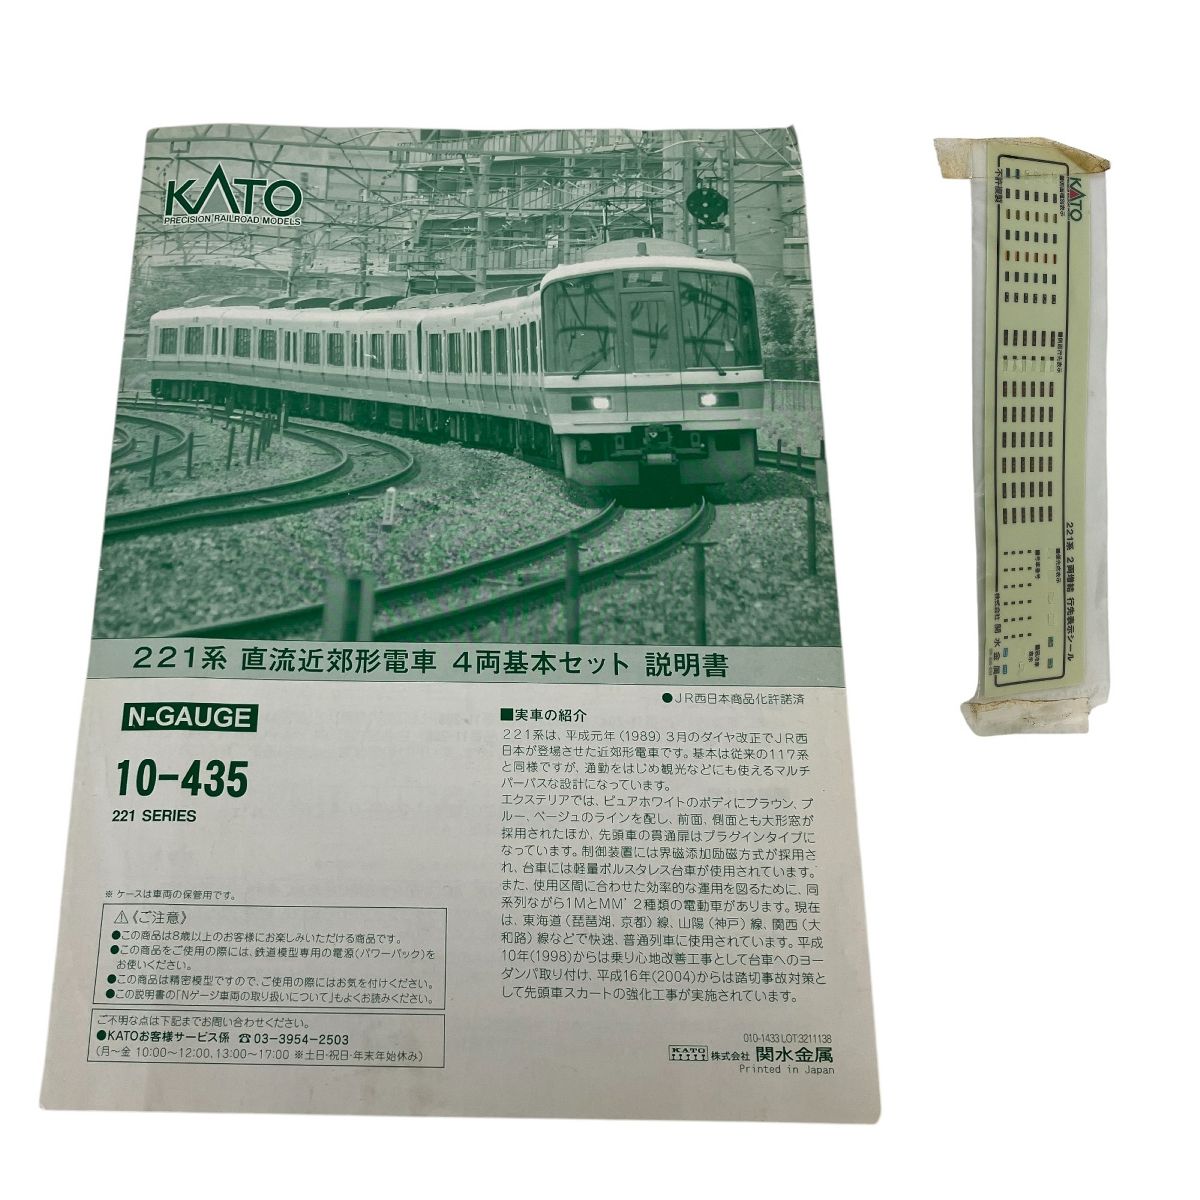 KATO
PRECISION RAILROAD MODELS
221系 直流近郊形電車 4両基本セット 説明書
●JR西日本商品化許諾済
N-GAUGE
10-435
221 SERIES
※ ケースは車両の保管用です。
⚠《ご注意》
●この商品は8歳以上のお客様にお楽しみいただける商品です。
●この商品をご使用の際には、鉄道模型専用の電源(パワーパック)を
お使いください。
●この商品は精密模型ですので、ご使用の際にはお気を付けください。
●この説明書の「Nゲージ車両の取り扱いについて」もよくお読みください。
ご不明な点は下記までお問い合わせください。
●KATOお客様サービス係 ☎03-3954-2503
(月〜金 10:00〜12:00, 13:00〜17:00 ※土日・祝日・年末年始休み)
■実車の紹介
221系は、平成元年(1989)3月のダイヤ改正でJR西
日本が登場させた近郊形電車です。基本は従来の117系
と同様ですが、通勤をはじめ観光などにも使えるマルチ
パーパスな設計になっています。
エクステリアでは、ピュアホワイトのボディにブラウン、ブ
ルー、ベージュのラインを配し、前面、側面とも大形窓が
採用されたほか、先頭車の貫通扉はプラグインタイプに
なっています。制御装置には界磁添加励磁方式が採用さ
れ、台車には軽量ボルスタレス台車が使用されています。
また、使用区間に合わせた効率的な運用を図るために、同
系列ながら1MとMM'2種類の電動車があります。現在
は、東海道(琵琶湖、京都)線、山陽(神戸)線、関西(大
和路)線などで快速、普通列車に使用されています。平成
10年(1998)からは乗り心地改善工事として台車へのヨー
ダンパ取り付け、平成16年(2004)からは踏切事故対策と
して先頭車スカートの強化工事が実施されています。
010-1433 LOT:3211138
KATO 株式会社 関水金属
Printed in Japan
KATO
不許複製
221系 2両増結 行先表示シール
株式会社 関水金属